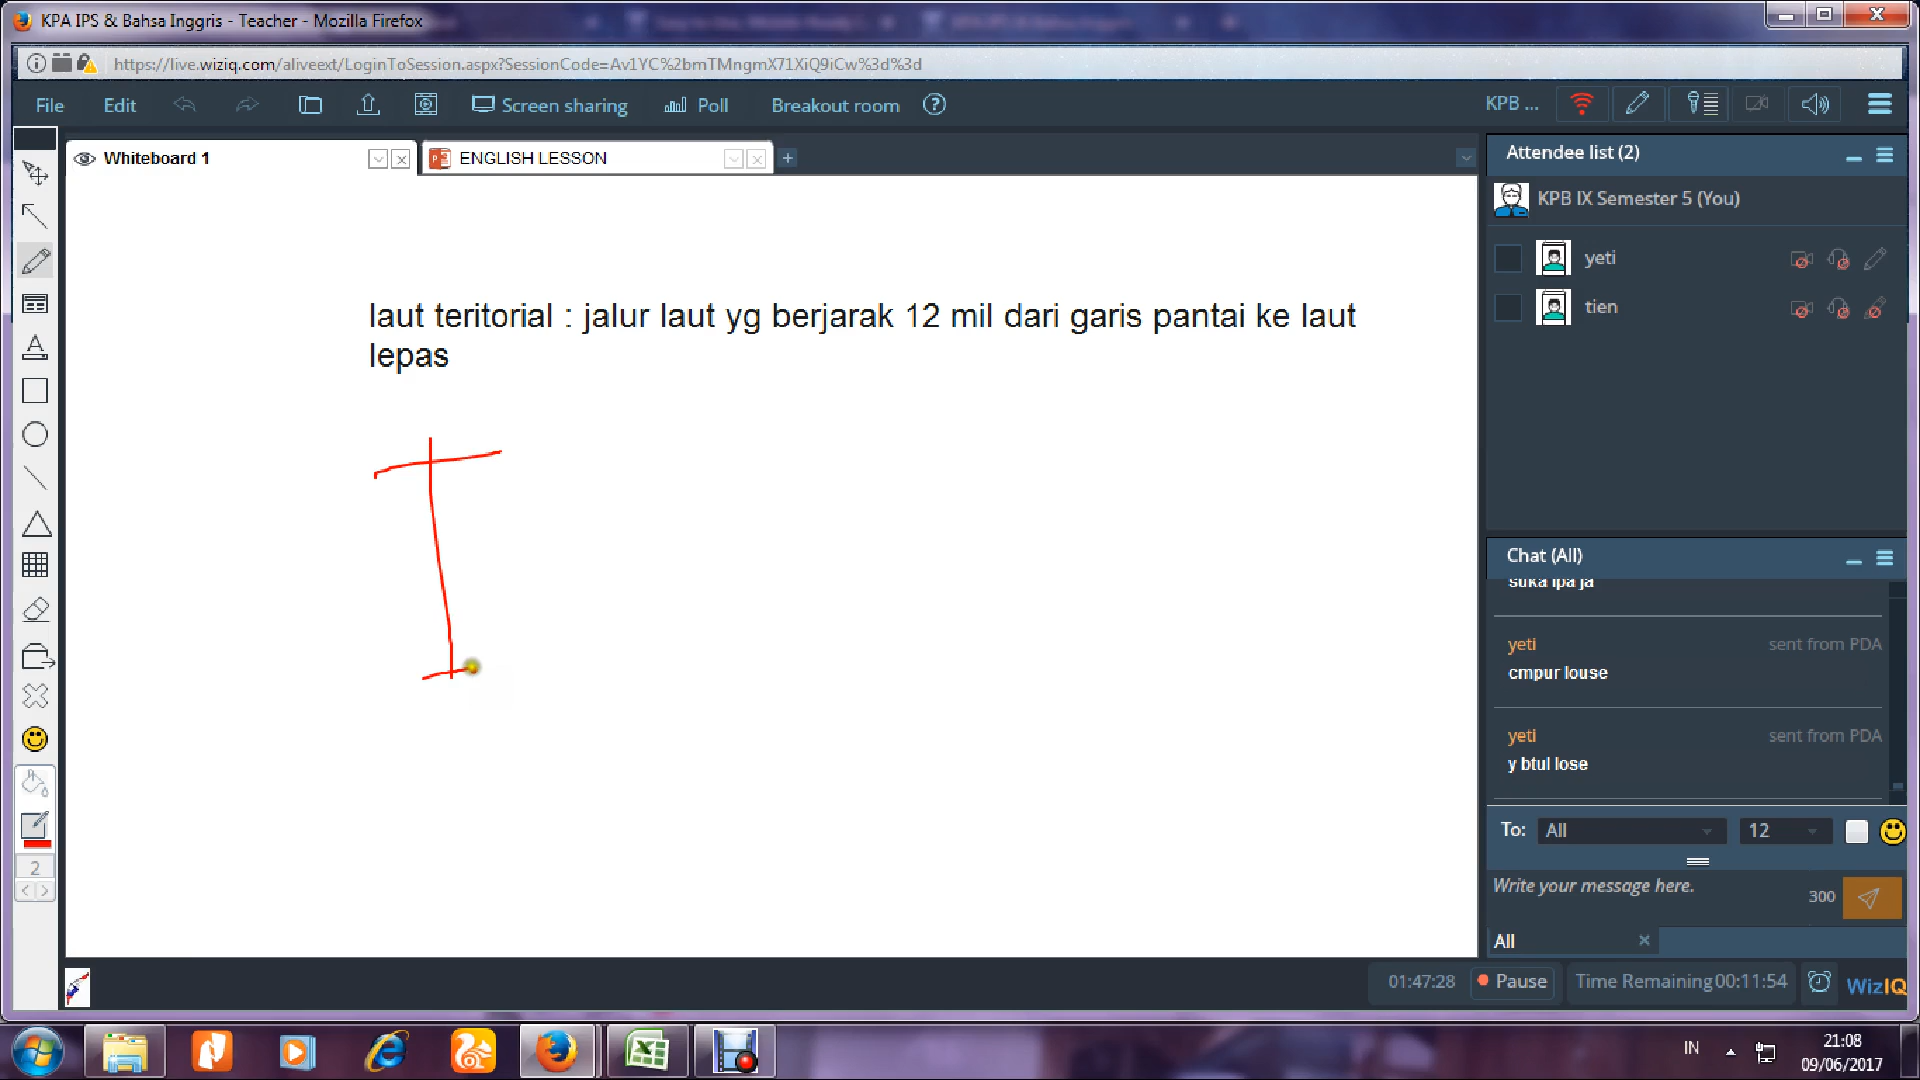 KPA IPS & Bahsa Inggris - Teacher - Mozilla Firefox
https://live.wiziq.com/aliveext/LoginToSession.aspx?SessionCode=Av1YC%2bmTMngmX71XiQ9iCw%3d%3d
File Edit Screen sharing Poll Breakout room KPB ...
Whiteboard 1 ENGLISH LESSON
laut teritorial : jalur laut yg berjarak 12 mil dari garis pantai ke laut
lepas
2
Attendee list (2)
KPB IX Semester 5 (You)
yeti
tien
Chat (All)
suka ipa ja
yeti sent from PDA
cmpur louse
yeti sent from PDA
y btul lose
To: All 12
Write your message here. 300
All
01:47:28 Pause Time Remaining 00:11:54 WizIQ
IN 21:08
09/06/2017